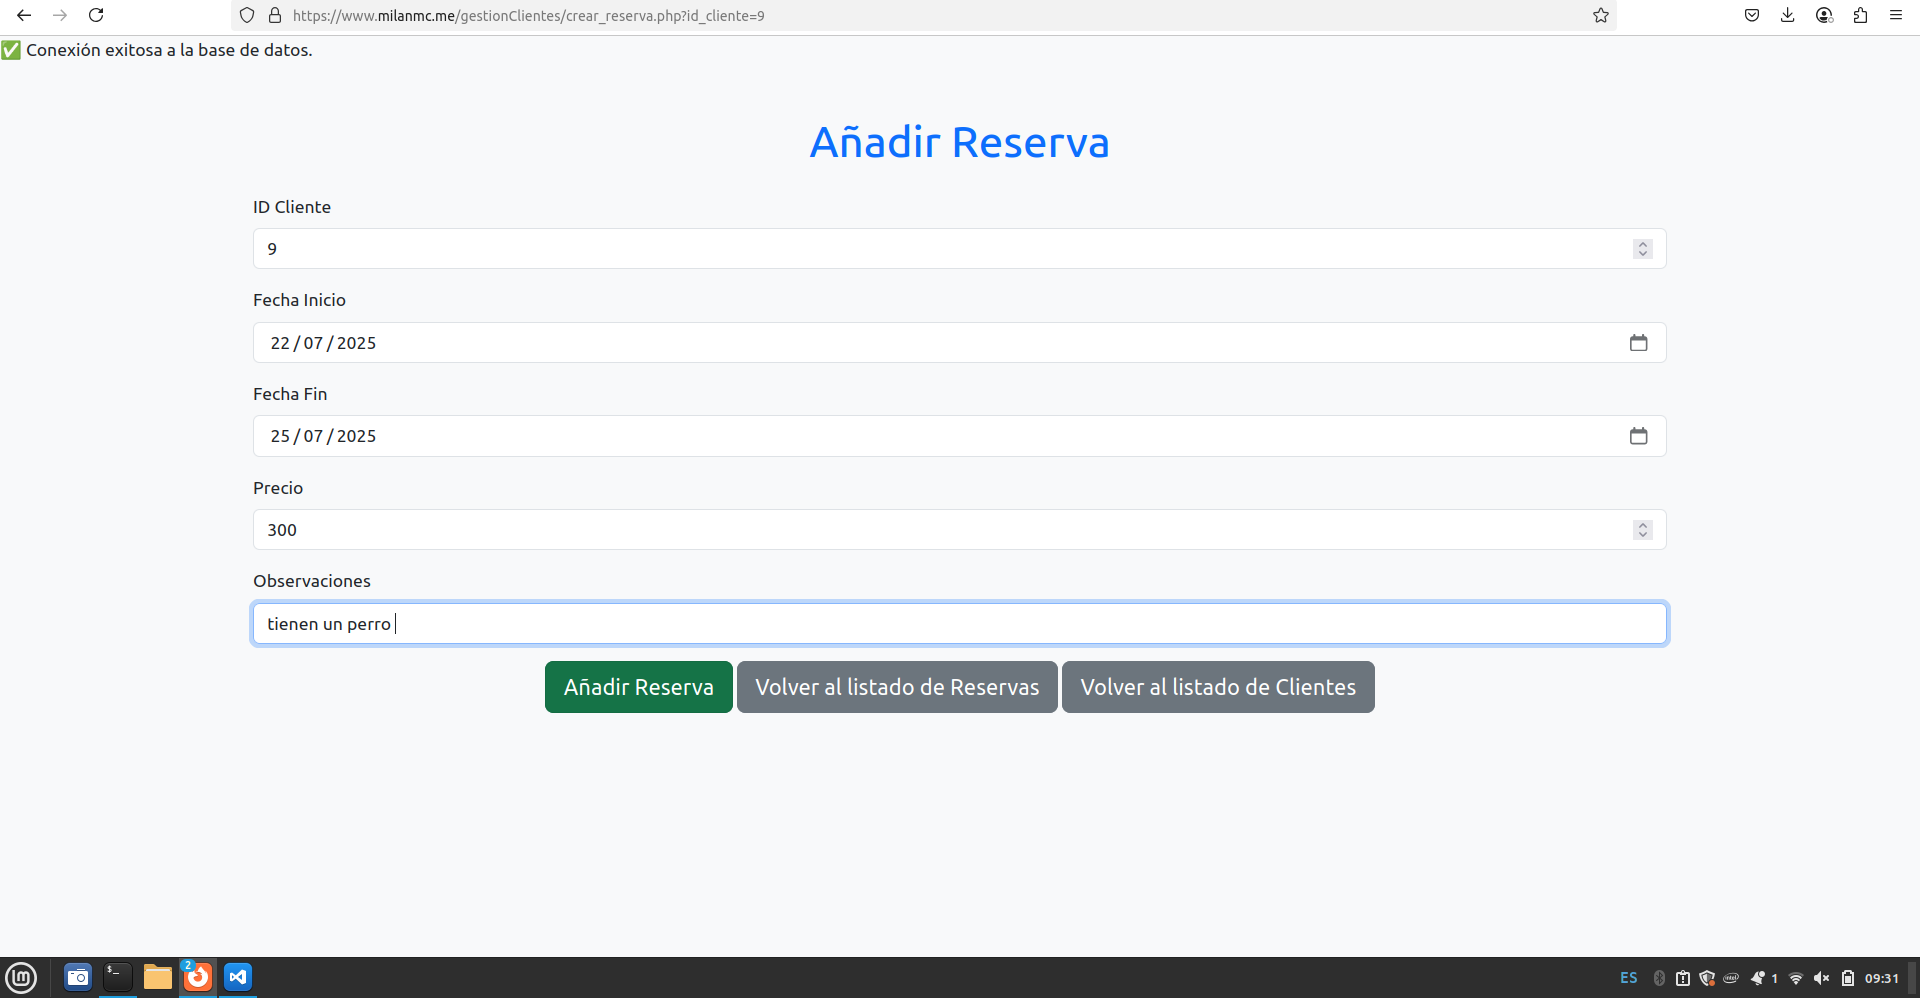 https://www.milanmc.me/gestionClientes/crear_reserva.php?id_cliente=9
✅ Conexión exitosa a la base de datos.
Añadir Reserva
ID Cliente
9
Fecha Inicio
22/07/2025
Fecha Fin
25/07/2025
Precio
300
Observaciones
tienen un perro
Añadir Reserva Volver al listado de Reservas Volver al listado de Clientes
2
$_
ES
intel
1
09:31